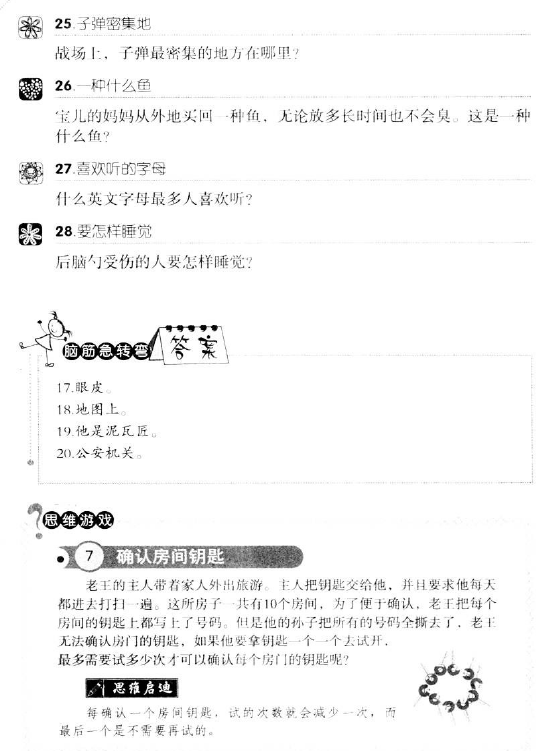 25.子弹密集地
战场上，子弹最密集的地方在哪里？
26.一种什么鱼
宝儿的妈妈从外地买回一种鱼，无论放多长时间也不会臭。这是一种
什么鱼？
27.喜欢听的字母
什么英文字母最多人喜欢听？
28.要怎样睡觉
后脑勺受伤的人要怎样睡觉？
脑筋急转弯 答案
17.眼皮。
18.地图上。
19.他是泥瓦匠。
20.公安机关。
思维游戏
7 确认房间钥匙
老王的主人带着家人外出旅游。主人把钥匙交给他，并且要求他每天
都进去打扫一遍。这所房子一共有10个房间，为了便于确认，老王把每个
房间的钥匙上都写上了号码。但是他的孙子把所有的号码全撕去了，老王
无法确认房门的钥匙，如果他要拿钥匙一个一个去试开，
最多需要试多少次才可以确认每个房门的钥匙呢？
思维启迪
每确认一个房间钥匙，试的次数就会减少一次，而
最后一个是不需要再试的。